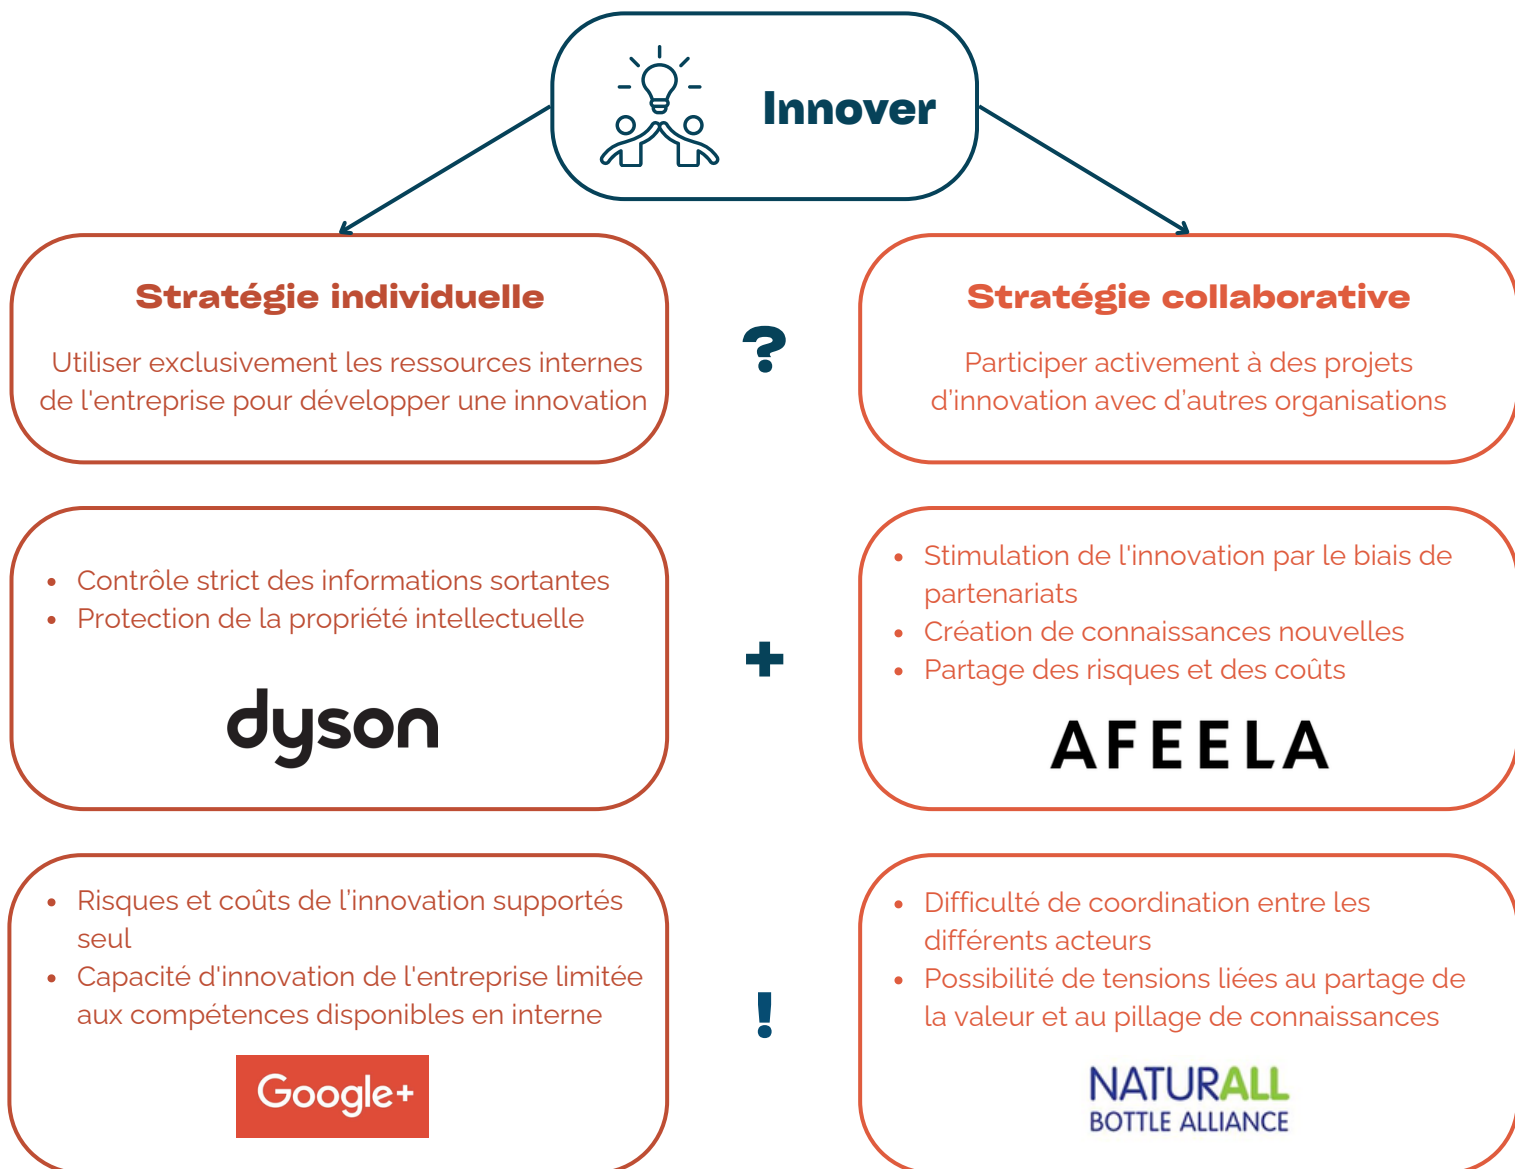 Innover
Stratégie individuelle
Utiliser exclusivement les ressources internes
de l'entreprise pour développer une innovation
?
Stratégie collaborative
Participer activement à des projets
d’innovation avec d’autres organisations
• Contrôle strict des informations sortantes
• Protection de la propriété intellectuelle
dyson
+
• Stimulation de l'innovation par le biais de
partenariats
• Création de connaissances nouvelles
• Partage des risques et des coûts
AFEELA
• Risques et coûts de l’innovation supportés
seul
• Capacité d'innovation de l'entreprise limitée
aux compétences disponibles en interne
Google+
!
• Difficulté de coordination entre les
différents acteurs
• Possibilité de tensions liées au partage de
la valeur et au pillage de connaissances
NATURALL
BOTTLE ALLIANCE